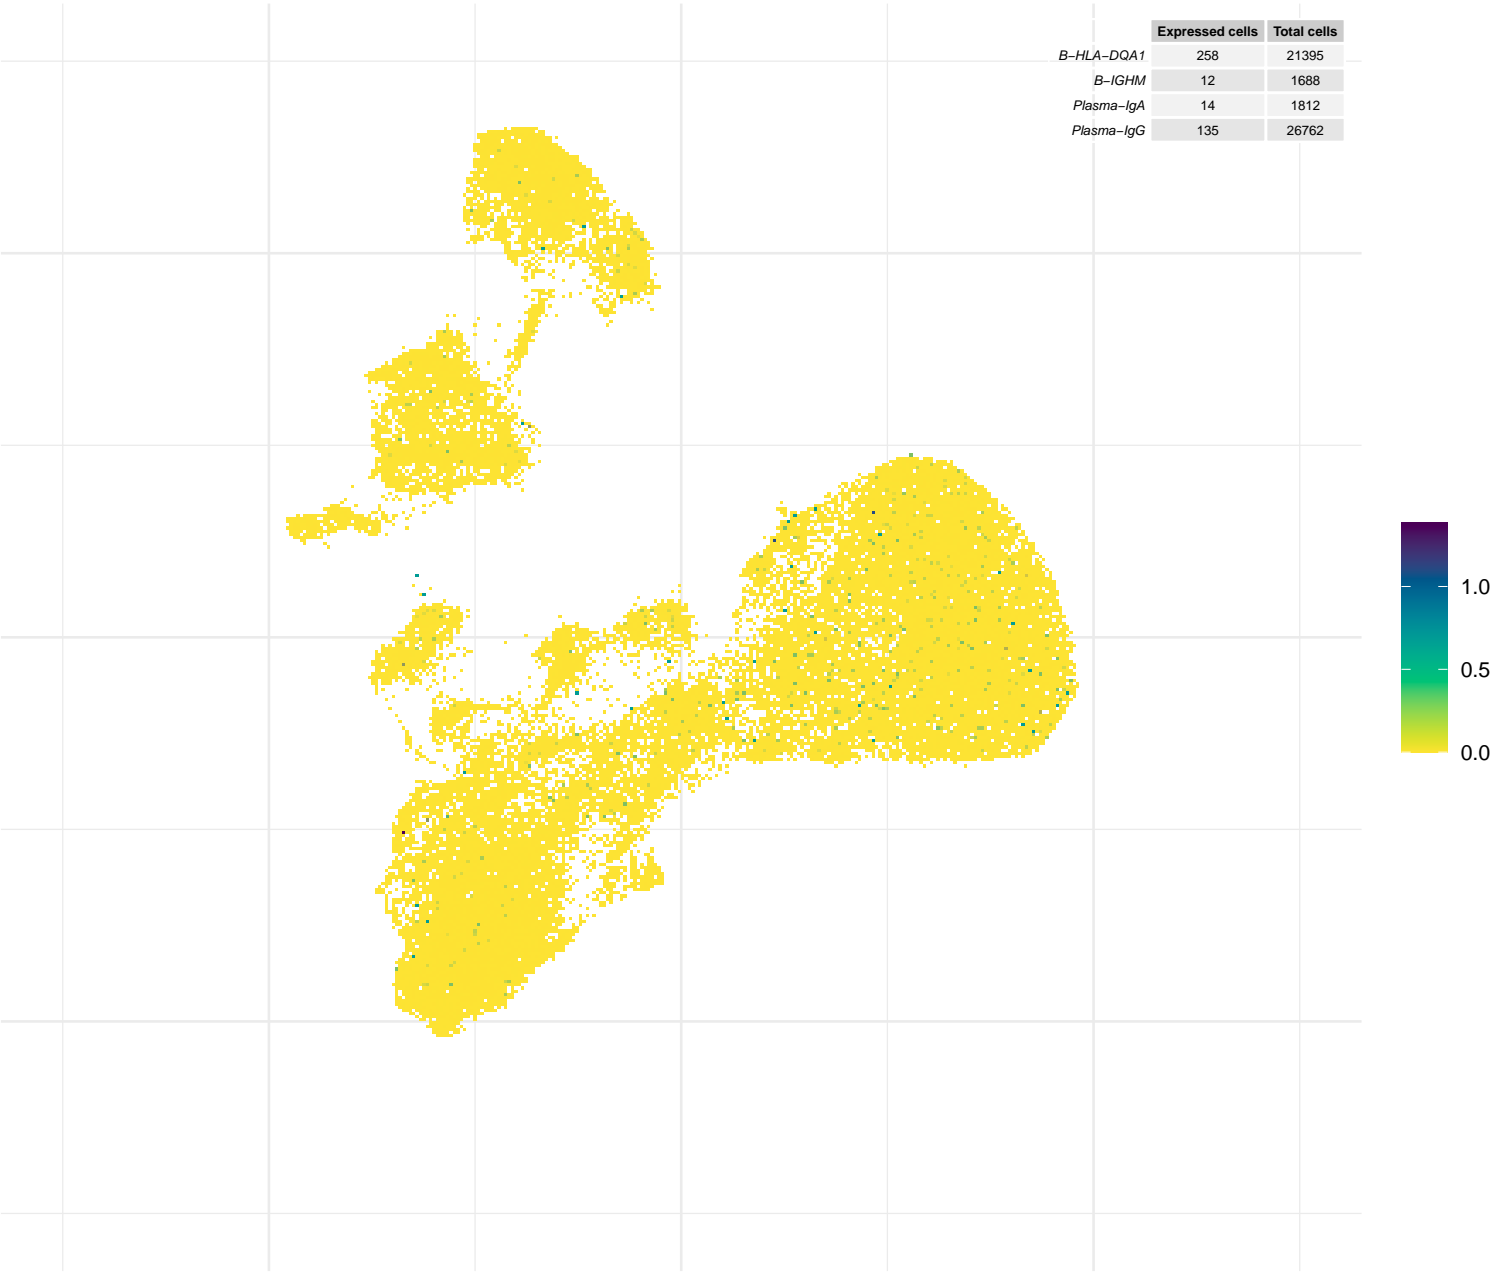 Expressed cells Total cells
B−HLA−DQA1 258 21395
B−IGHM 12 1688
Plasma−IgA 14 1812
Plasma−IgG 135 26762
1.0
0.5
0.0